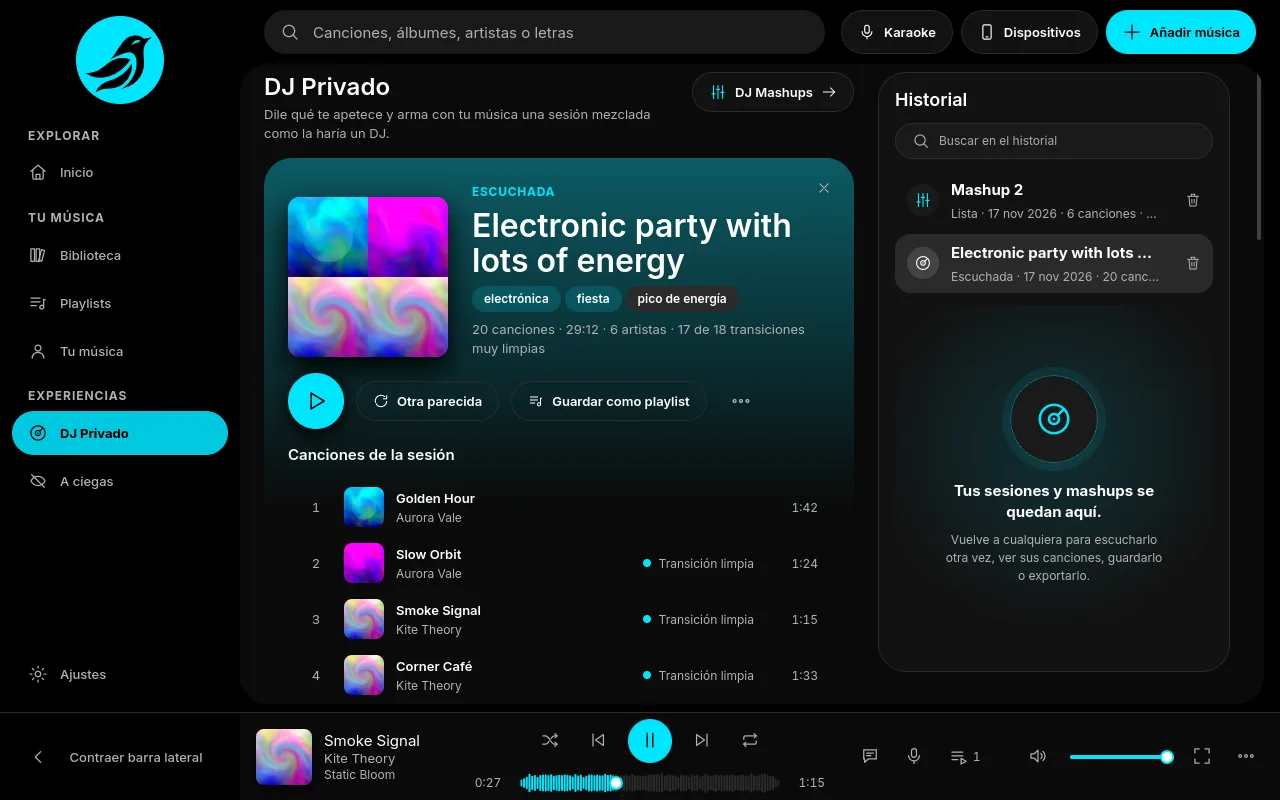 Canciones, álbumes, artistas o letras
Karaoke
Dispositivos
Añadir música
EXPLORAR
Inicio
TU MÚSICA
Biblioteca
Playlists
Tu música
EXPERIENCIAS
DJ Privado
A ciegas
Ajustes
Contraer barra lateral
DJ Privado
Dile qué te apetece y arma con tu música una sesión mezclada
como la haría un DJ.
DJ Mashups
ESCUCHADA
Electronic party with
lots of energy
electrónica
fiesta
pico de energía
20 canciones · 29:12 · 6 artistas · 17 de 18 transiciones
muy limpias
Otra parecida
Guardar como playlist
Canciones de la sesión
1
Golden Hour
Aurora Vale
1:42
2
Slow Orbit
Aurora Vale
Transición limpia
1:24
3
Smoke Signal
Kite Theory
Transición limpia
1:15
4
Corner Café
Kite Theory
Transición limpia
1:33
Historial
Buscar en el historial
Mashup 2
Lista · 17 nov 2026 · 6 canciones · ...
Electronic party with lots ...
Escuchada · 17 nov 2026 · 20 canc...
Tus sesiones y mashups se
quedan aquí.
Vuelve a cualquiera para escucharlo
otra vez, ver sus canciones, guardarlo
o exportarlo.
Smoke Signal
Kite Theory
Static Bloom
0:27
1:15
1